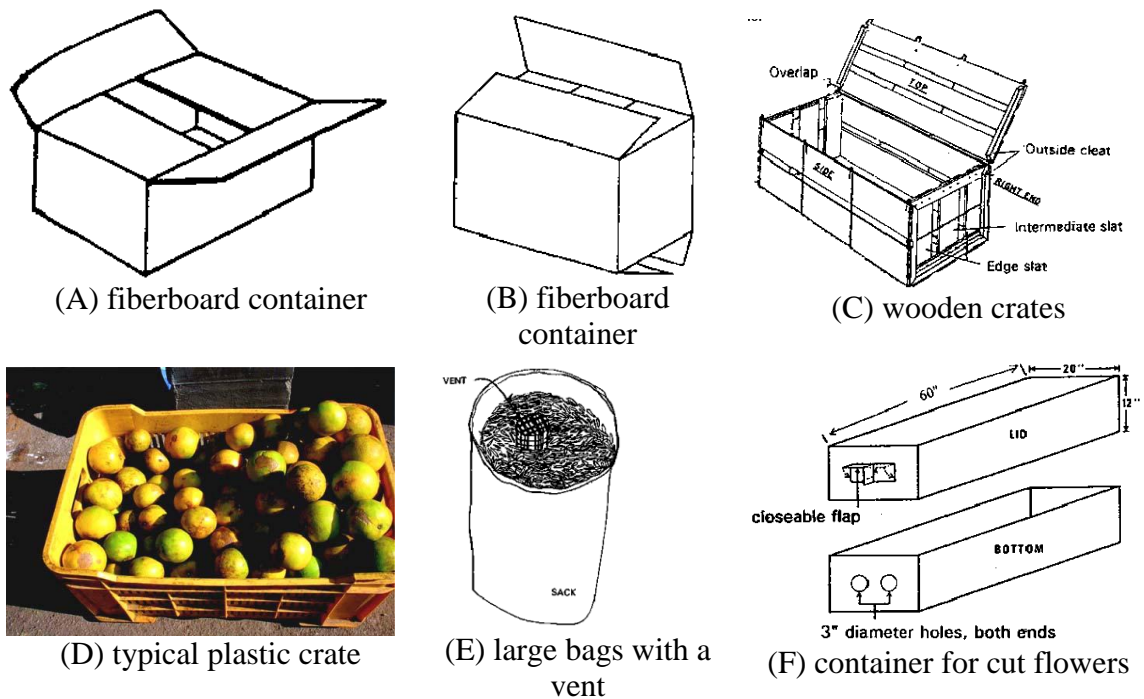 Overlap
TOP
Outside cleat
SIDE
RIGHT END
Intermediate slat
Edge slat
(A) fiberboard container
(B) fiberboard
container
(C) wooden crates
VENT
SACK
60"
20"
12"
LID
closeable flap
BOTTOM
3" diameter holes, both ends
(D) typical plastic crate
(E) large bags with a
vent
(F) container for cut flowers